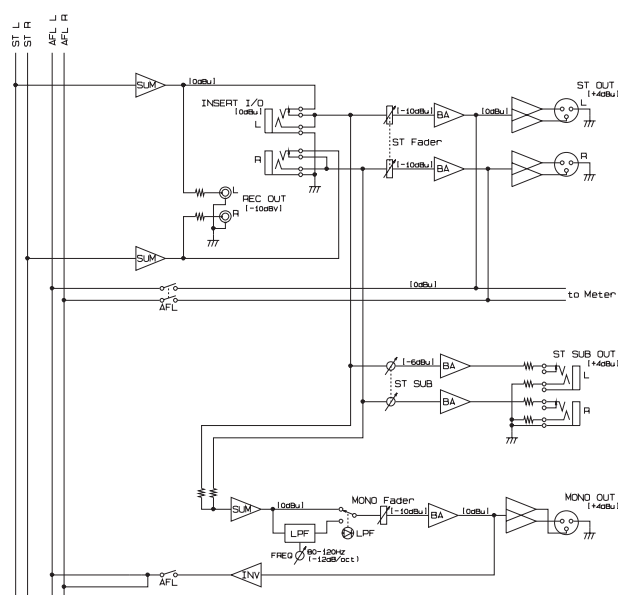 ST L
ST R
AFL L
AFL R
SUM
[0dBu]
INSERT I/O
[0dBu]
L
R
[-10dBu]
BA
[0dBu]
ST OUT
[+4dBu]
L
ST Fader
[-10dBu]
BA
R
L
REC OUT
R
[-10dBV]
SUM
[0dBu]
to Meter
AFL
[-6dBu]
BA
ST SUB OUT
[+4dBu]
L
ST SUB
BA
R
MONO Fader
MONO OUT
[+4dBu]
SUM
[0dBu]
[-10dBu]
BA
[0dBu]
LPF
LPF
FREQ
80-120Hz
(-12dB/oct)
INV
AFL